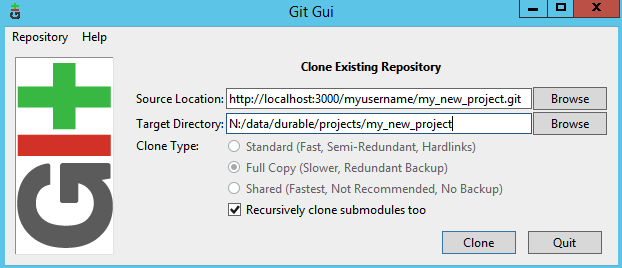 Git Gui
Repository Help
GIT
Clone Existing Repository
Source Location: http://localhost:3000/myusername/my_new_project.git Browse
Target Directory: N:/data/durable/projects/my_new_project Browse
Clone Type: Standard (Fast, Semi-Redundant, Hardlinks)
Full Copy (Slower, Redundant Backup)
Shared (Fastest, Not Recommended, No Backup)
Recursively clone submodules too
Clone Quit